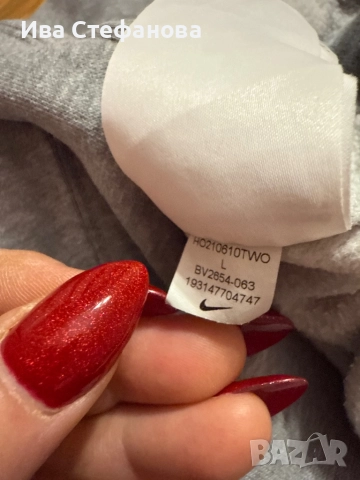 Ива Стефанова
HO210610TWO
L
BV2654-063
193147704747
BAZAR